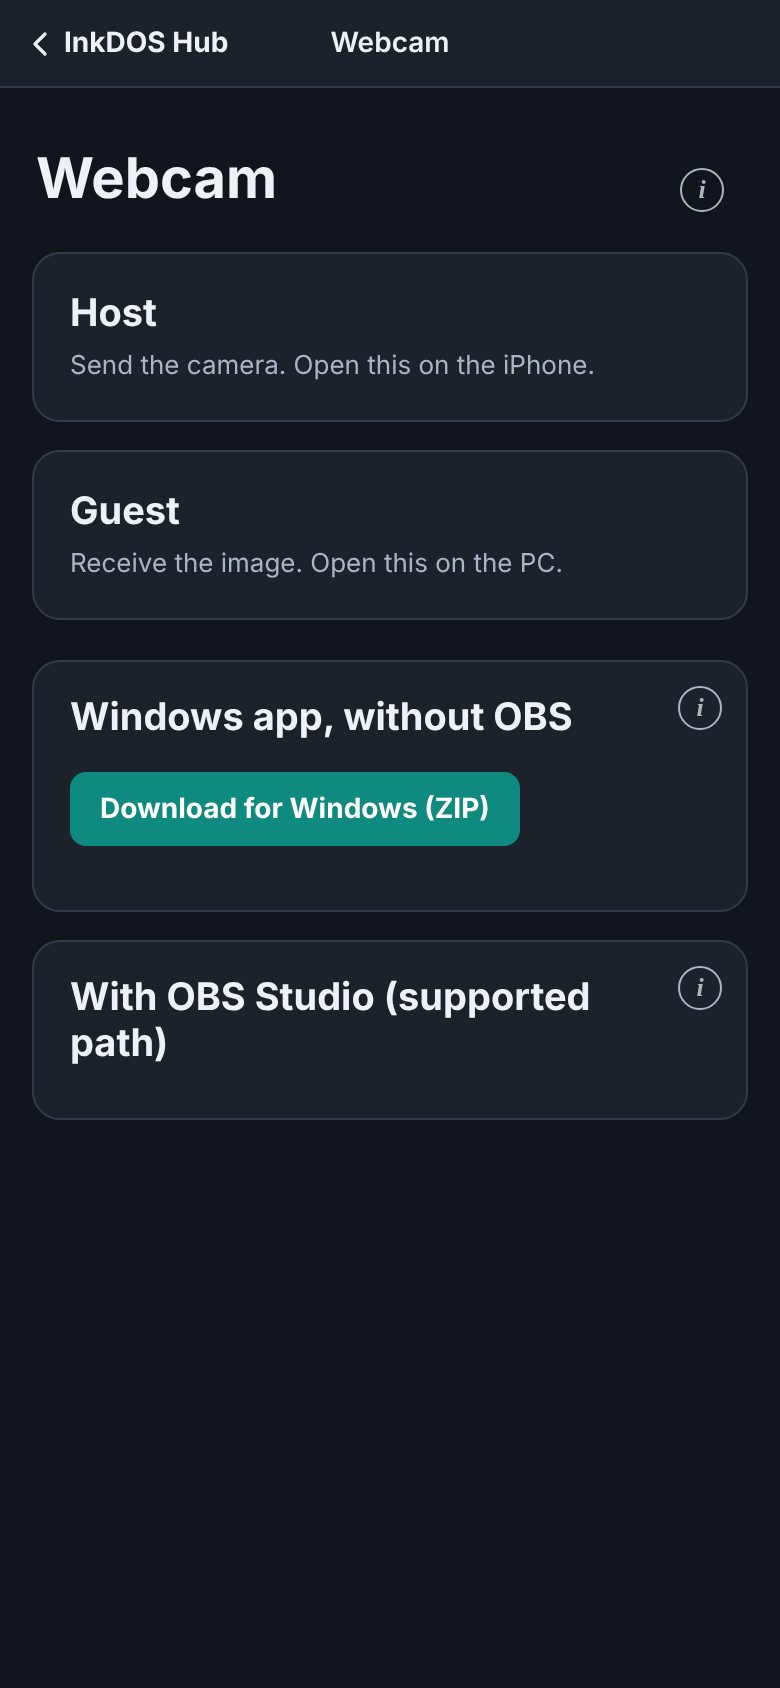 InkDOS Hub
Webcam
Webcam
i
Host
Send the camera. Open this on the iPhone.
Guest
Receive the image. Open this on the PC.
Windows app, without OBS
i
Download for Windows (ZIP)
With OBS Studio (supported
path)
i